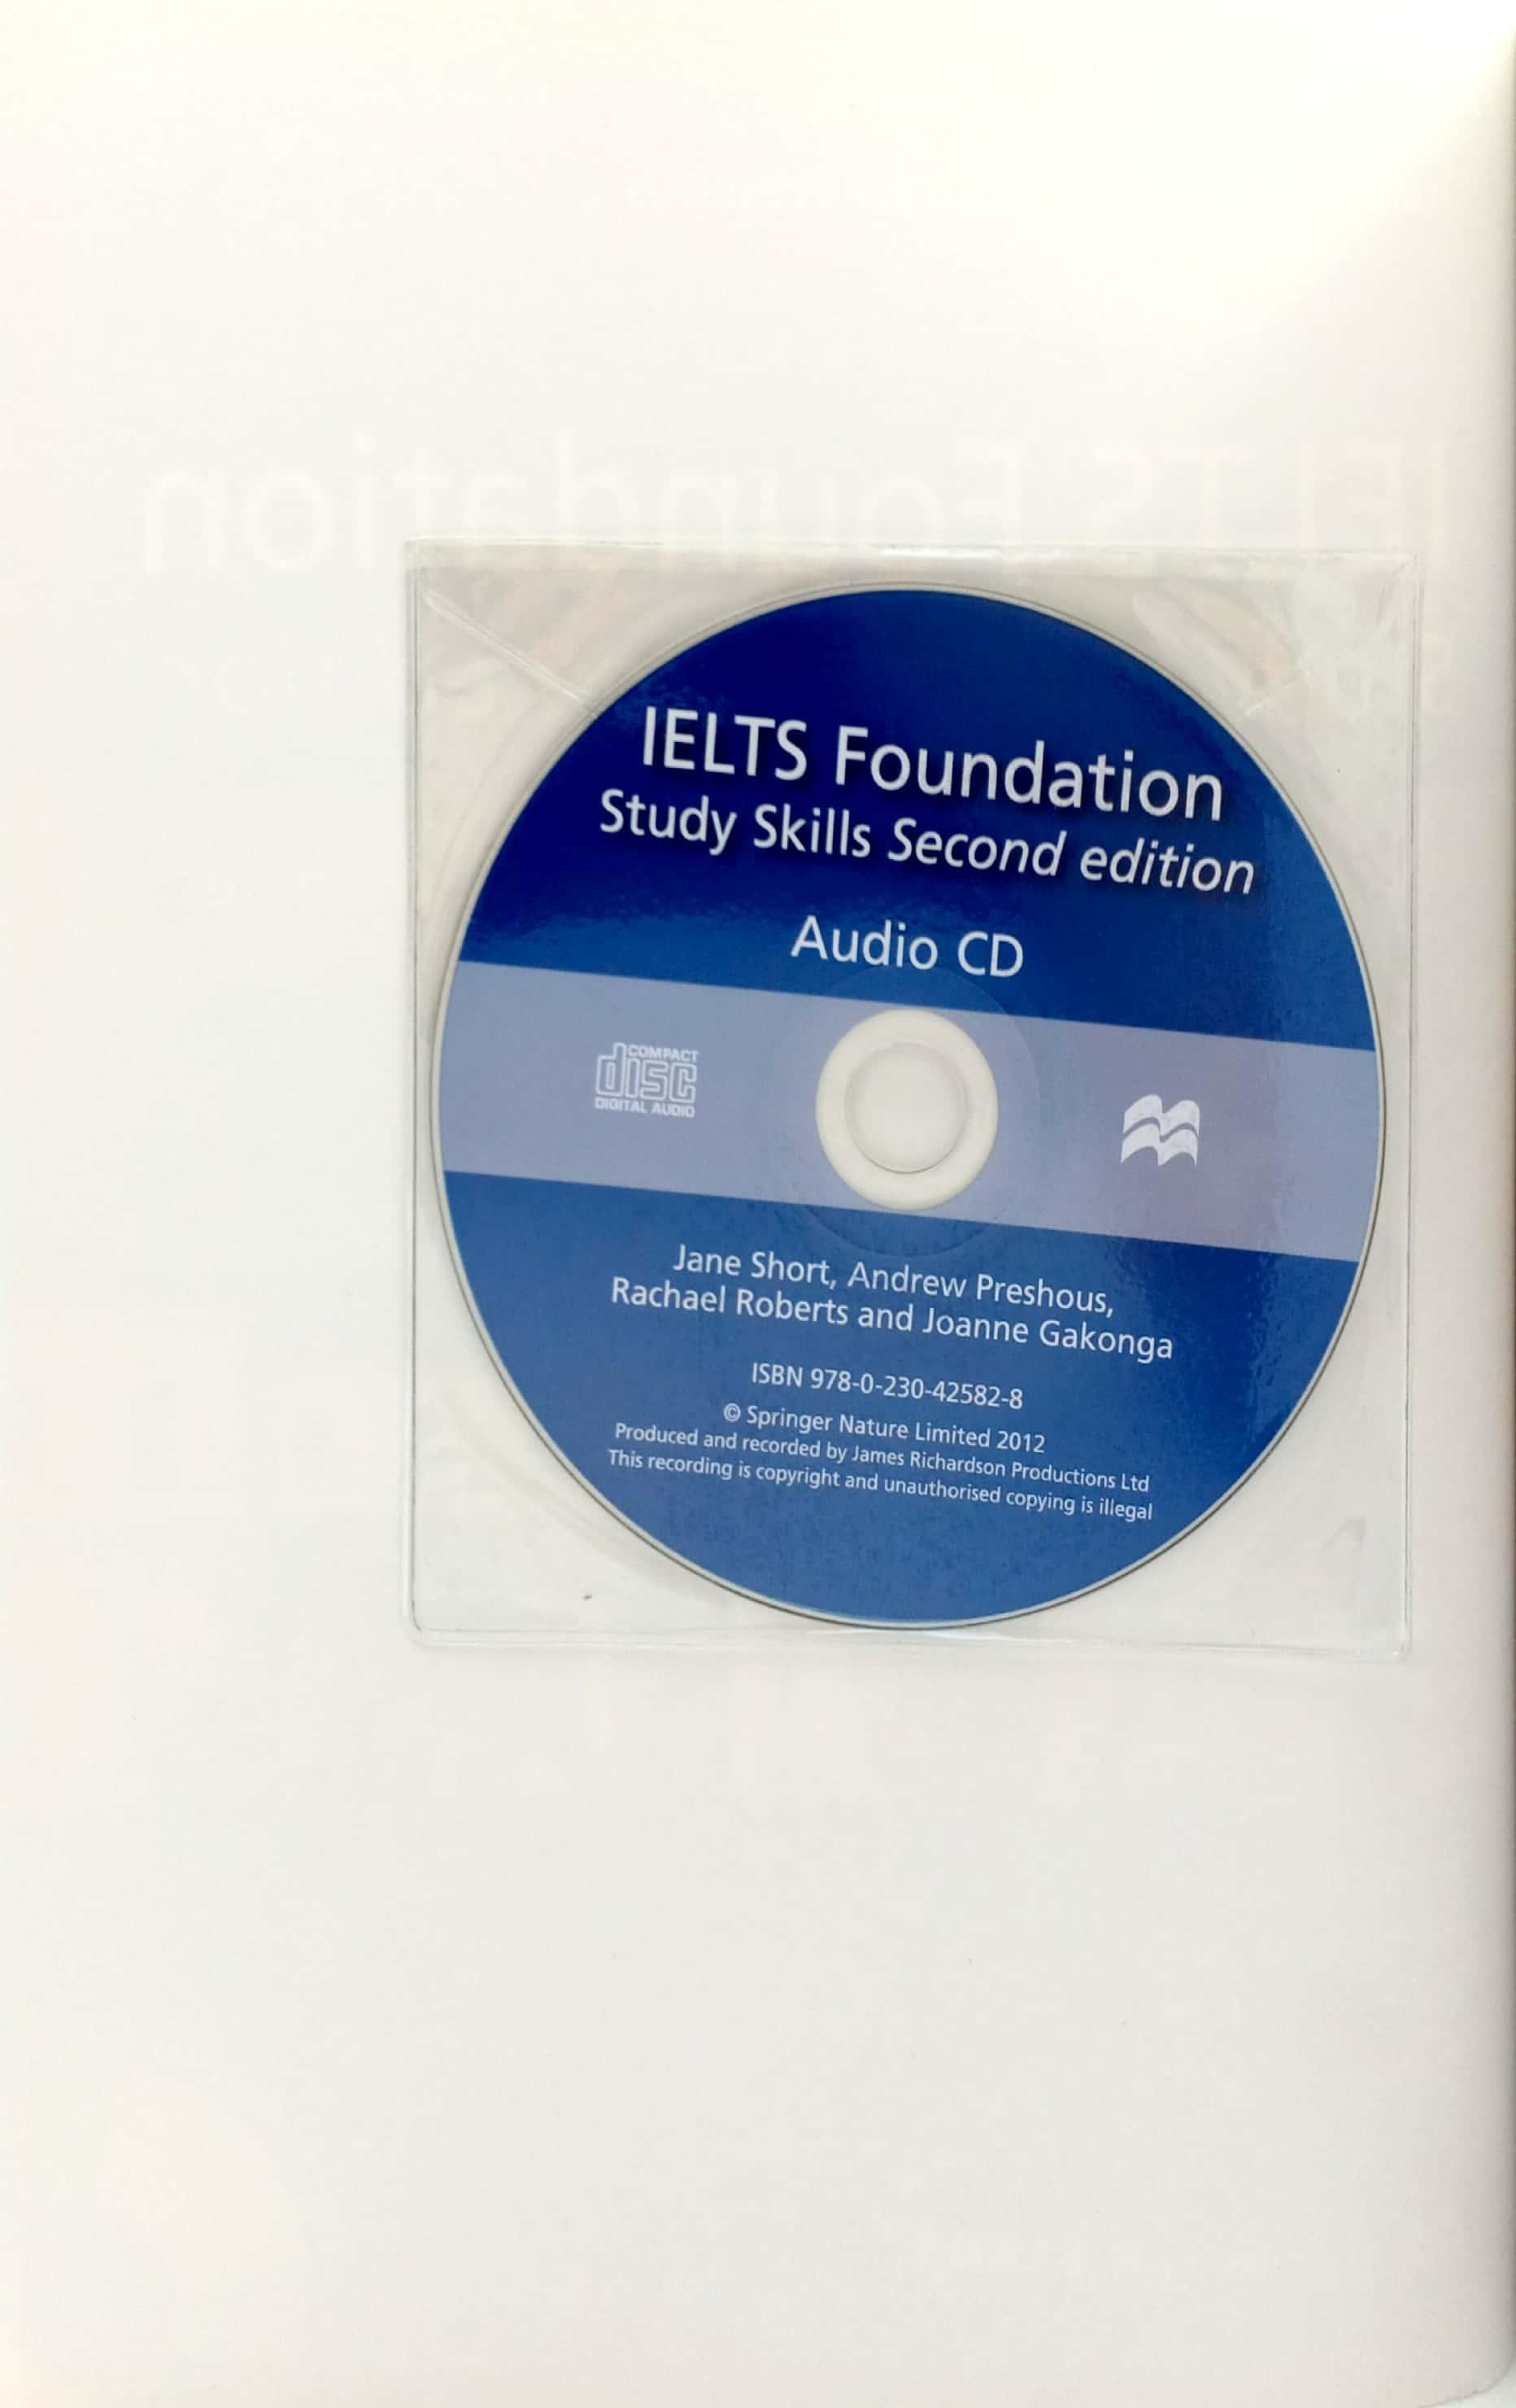 IELTS Foundation
Study Skills Second edition
Audio CD
COMPACT
disc
DIGITAL AUDIO
Jane Short, Andrew Preshous,
Rachael Roberts and Joanne Gakonga
ISBN 978-0-230-42582-8
© Springer Nature Limited 2012
Produced and recorded by James Richardson Productions Ltd
This recording is copyright and unauthorised copying is illegal